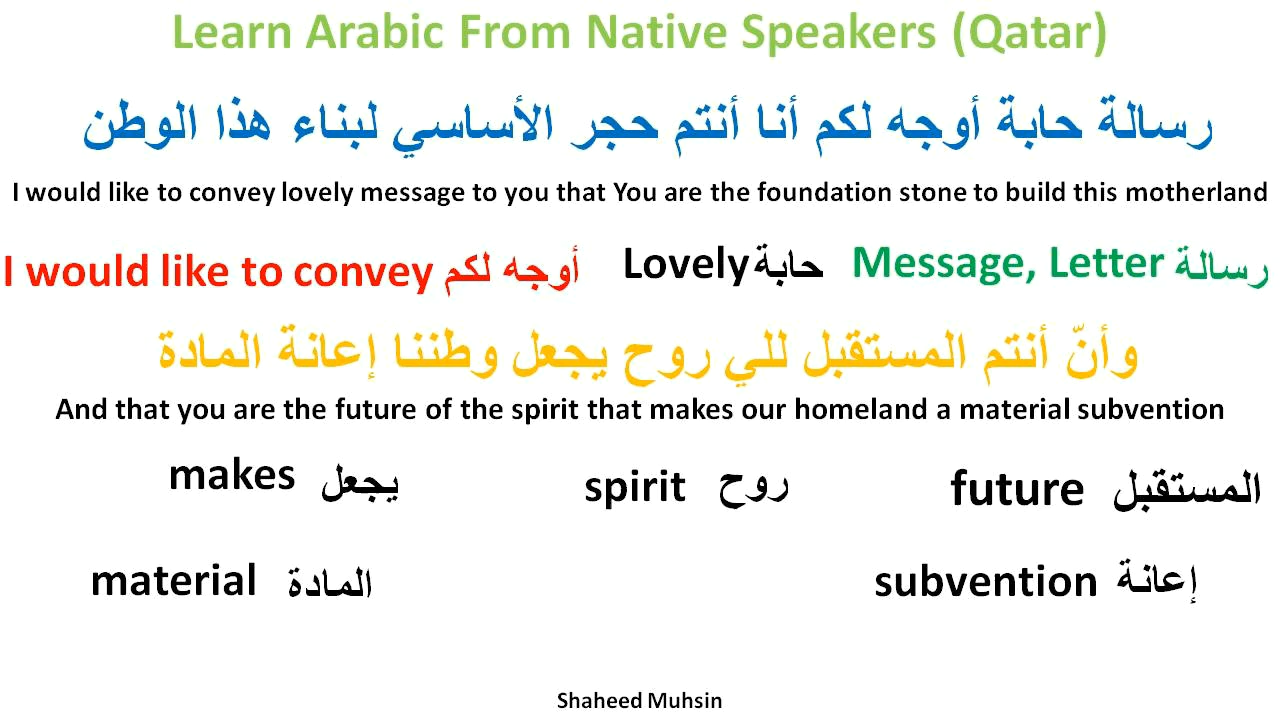 Learn Arabic From Native Speakers (Qatar)
رسالة حابة أوجه لكم أنا أنتم حجر الأساسي لبناء هذا الوطن
I would like to convey lovely message to you that You are the foundation stone to build this motherland
I would like to convey أوجه لكم Lovely حابة Message, Letter رسالة
وأنّ أنتم المستقبل للي روح يجعل وطننا إعانة المادة
And that you are the future of the spirit that makes our homeland a material subvention
makes يجعل spirit روح future المستقبل
material المادة subvention إعانة
Shaheed Muhsin